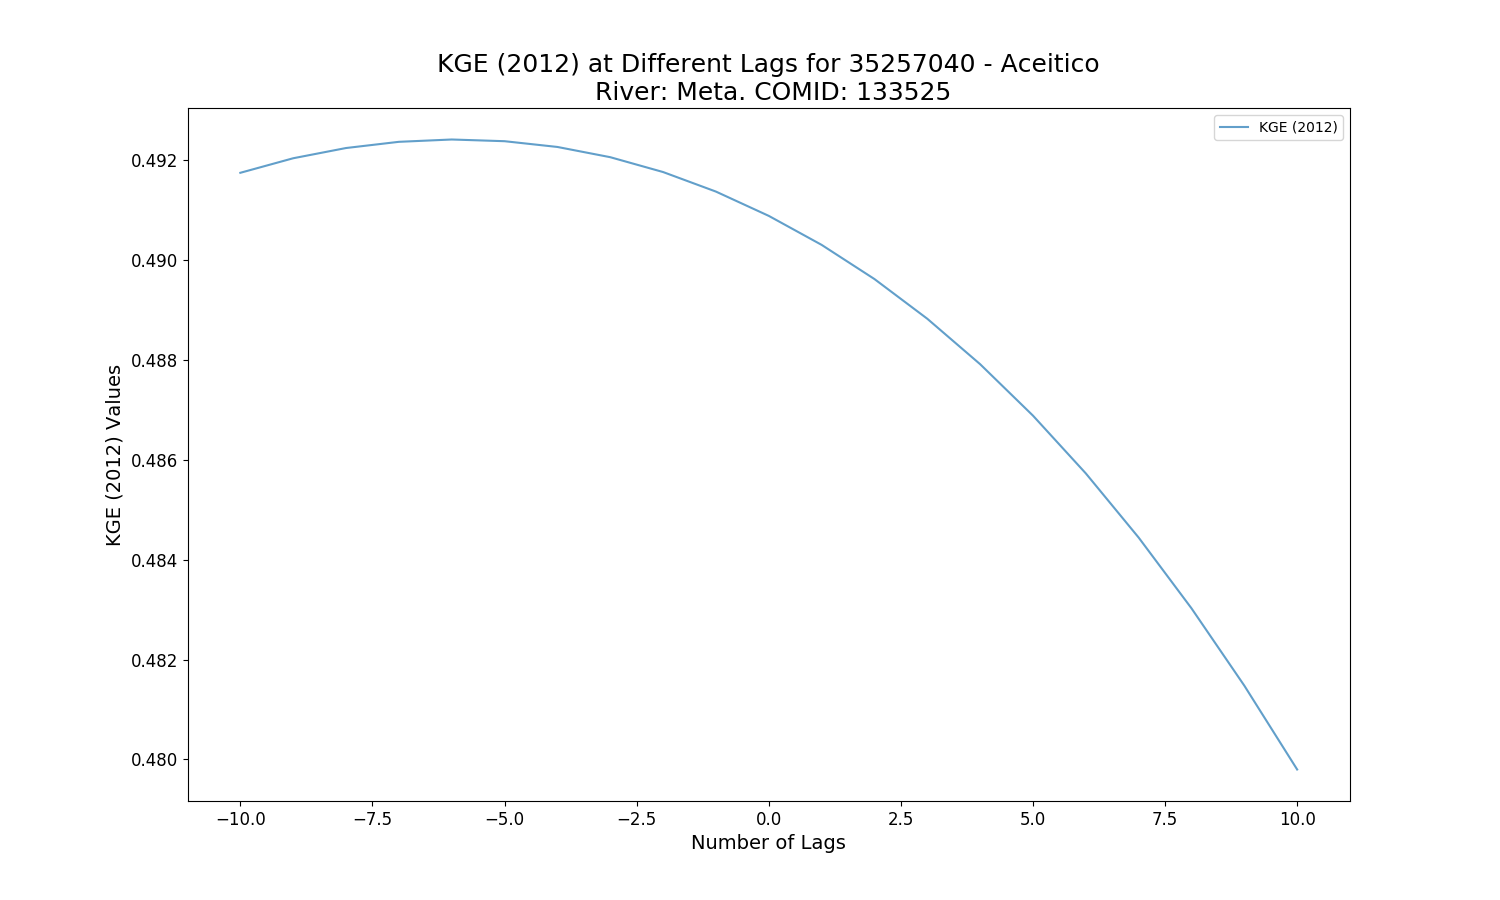 KGE (2012) at Different Lags for 35257040 - Aceitico
River: Meta. COMID: 133525
KGE (2012)
0.492
0.490
0.488
0.486
0.484
0.482
0.480
KGE (2012) Values
−10.0 −7.5 −5.0 −2.5 0.0 2.5 5.0 7.5 10.0
Number of Lags